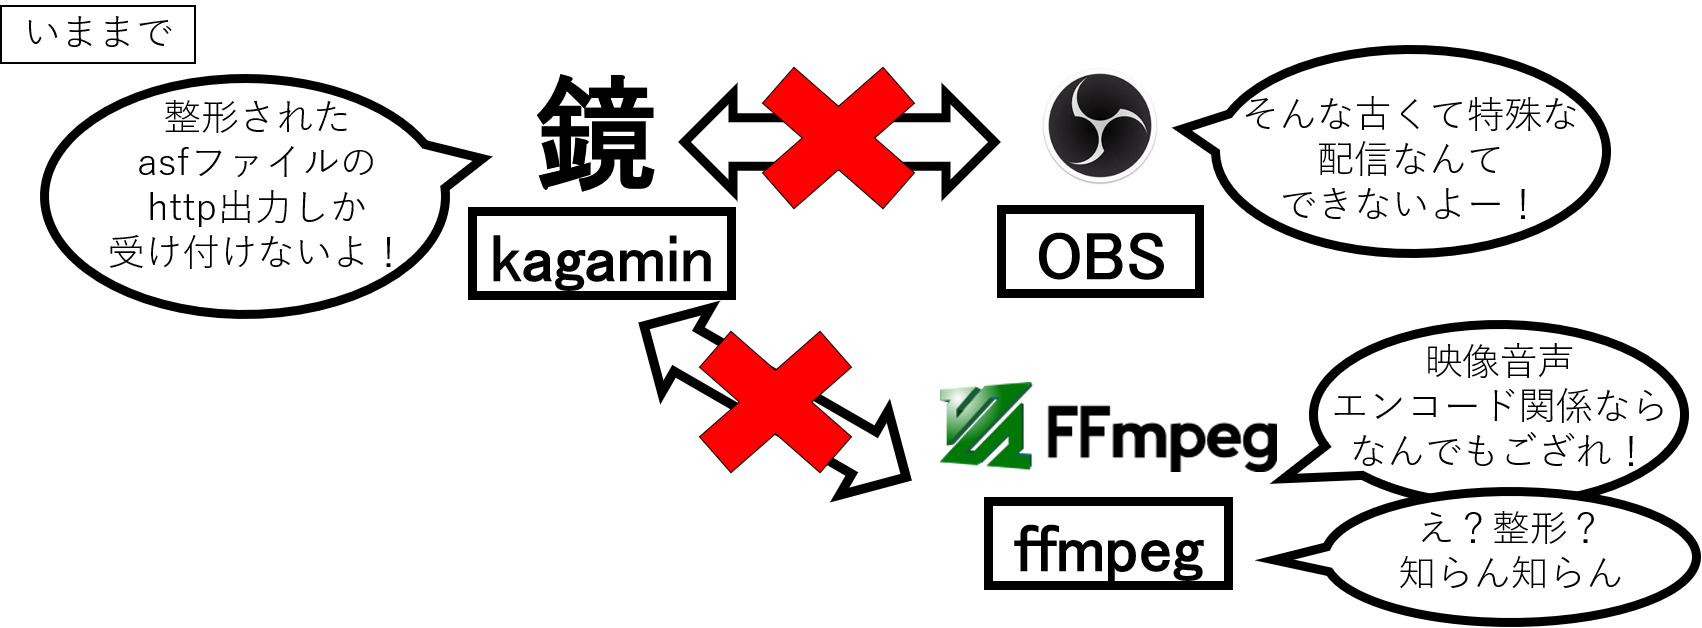 いままで
整形された
asfファイルの
http出力しか
受け付けないよ！
鏡
kagamin
OBS
そんな古くて特殊な
配信なんて
できないよー！
FFmpeg
ffmpeg
映像音声
エンコード関係なら
なんでもござれ！
え？整形？
知らん知らん